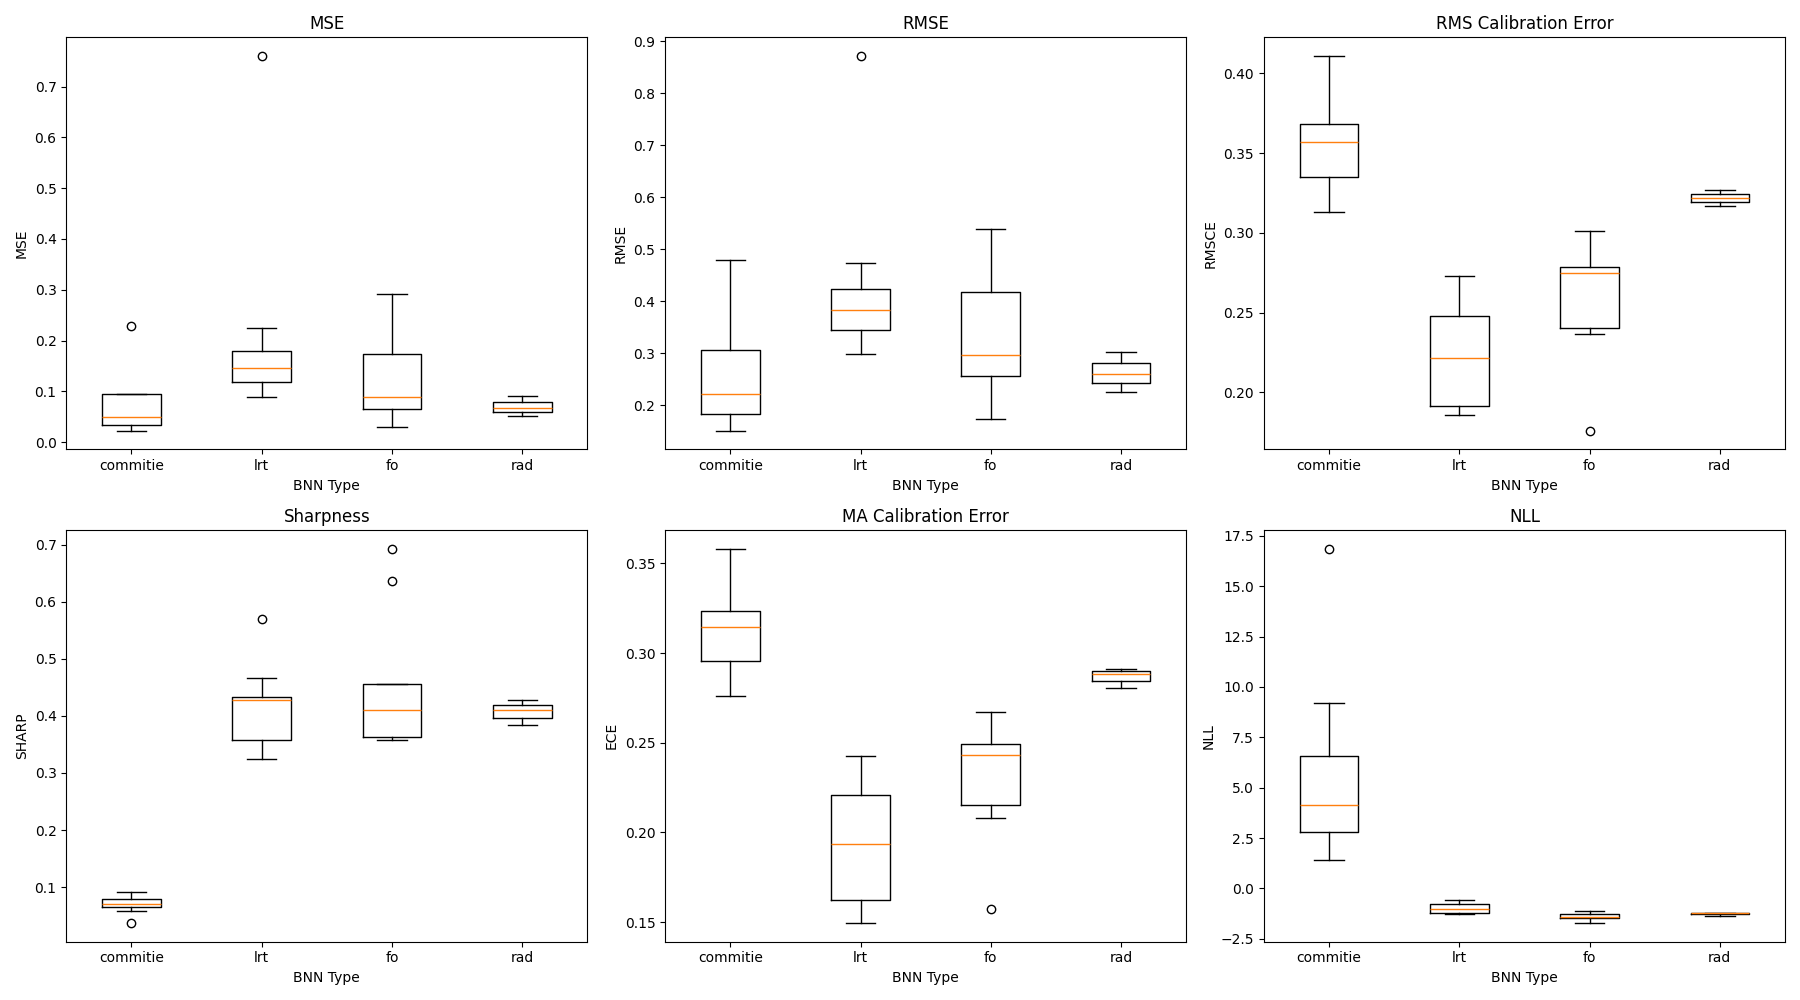 MSE
MSE
0.7
0.6
0.5
0.4
0.3
0.2
0.1
0.0
commitie lrt fo rad
BNN Type
RMSE
RMSE
0.9
0.8
0.7
0.6
0.5
0.4
0.3
0.2
commitie lrt fo rad
BNN Type
RMS Calibration Error
RMSCE
0.40
0.35
0.30
0.25
0.20
commitie lrt fo rad
BNN Type
Sharpness
SHARP
0.7
0.6
0.5
0.4
0.3
0.2
0.1
commitie lrt fo rad
BNN Type
MA Calibration Error
ECE
0.35
0.30
0.25
0.20
0.15
commitie lrt fo rad
BNN Type
NLL
NLL
17.5
15.0
12.5
10.0
7.5
5.0
2.5
0.0
−2.5
commitie lrt fo rad
BNN Type